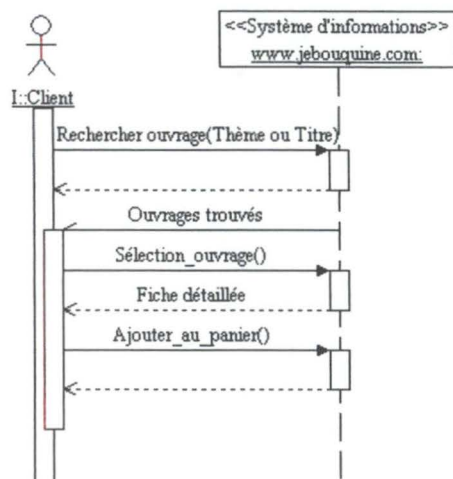 <<Système d'informations>>
www.jebouquine.com:
I::Client
Rechercher ouvrage(Thème ou Titre)
Ouvrages trouvés
Sélection_ouvrage()
Fiche détaillée
Ajouter_au_panier()